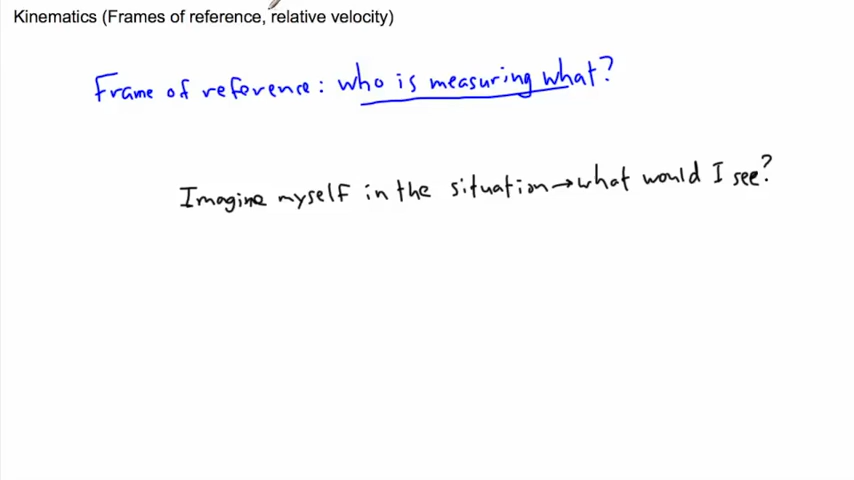 Kinematics (Frames of reference, relative velocity)
Frame of reference: who is measuring what?
Imagine myself in the situation→what would I see?